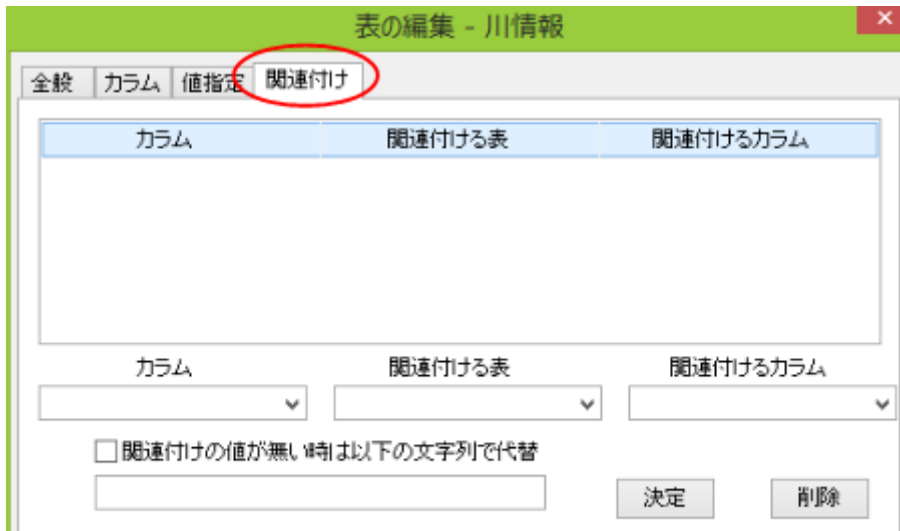 表の編集 - 川情報
全般 カラム 値指定 関連付け
カラム 関連付ける表 関連付けるカラム
カラム 関連付ける表 関連付けるカラム
関連付けの値が無い時は以下の文字列で代替
決定 削除